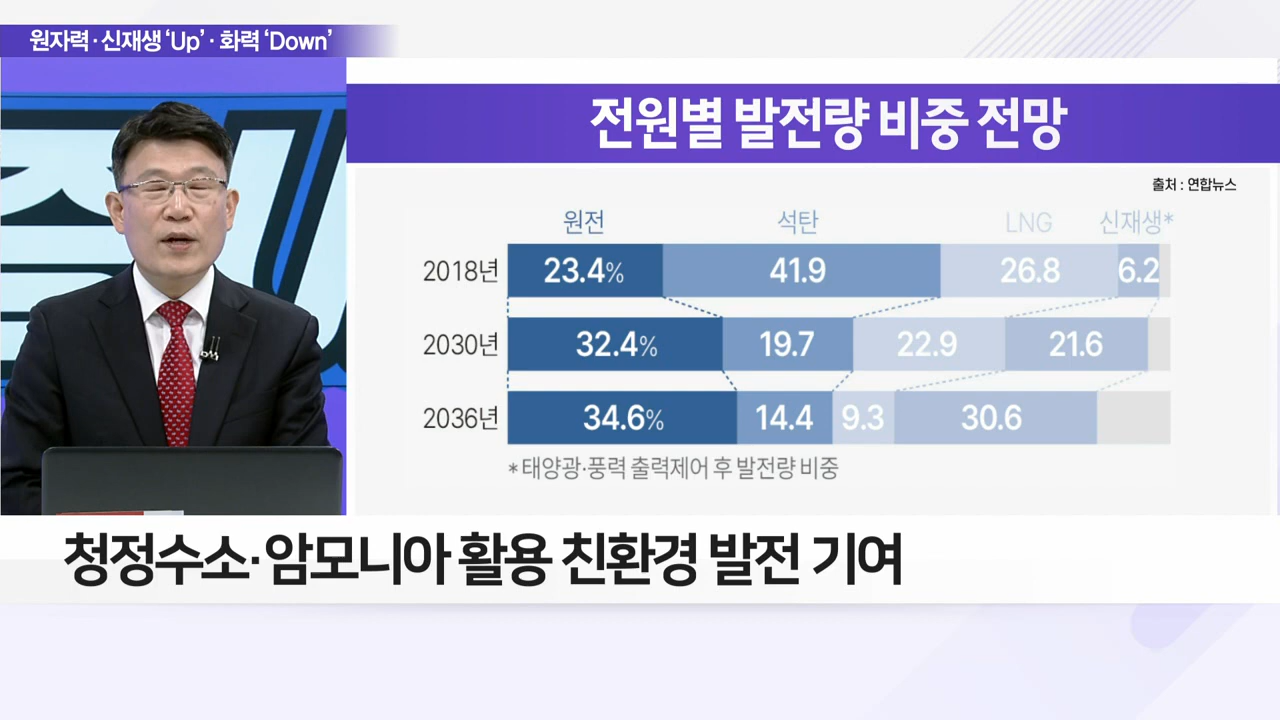 원자력·신재생 ‘Up’·화력 ‘Down’
전원별 발전량 비중 전망
출처 : 연합뉴스
원전 석탄 LNG 신재생*
2018년 23.4% 41.9 26.8 6.2
2030년 32.4% 19.7 22.9 21.6
2036년 34.6% 14.4 9.3 30.6
*태양광·풍력 출력제어 후 발전량 비중
청정수소·암모니아 활용 친환경 발전 기여